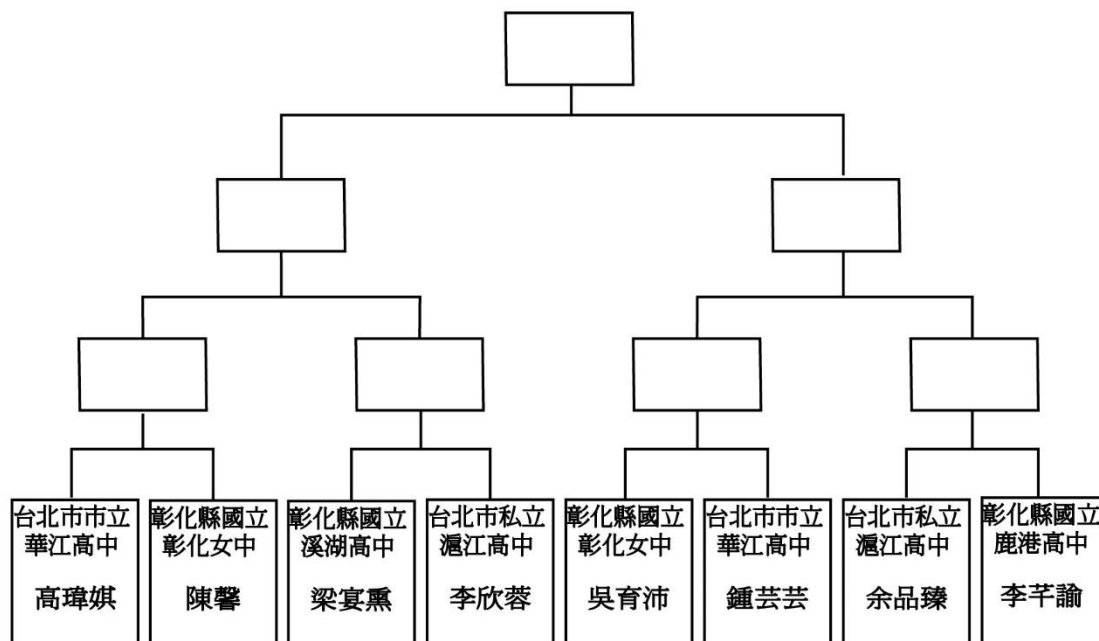 台北市市立
華江高中
高瑋娸
彰化縣國立
彰化女中
陳馨
彰化縣國立
溪湖高中
梁宴熏
台北市私立
滬江高中
李欣蓉
彰化縣國立
彰化女中
吳育沛
台北市市立
華江高中
鍾芸芸
台北市私立
滬江高中
余品臻
彰化縣國立
鹿港高中
李芊諭